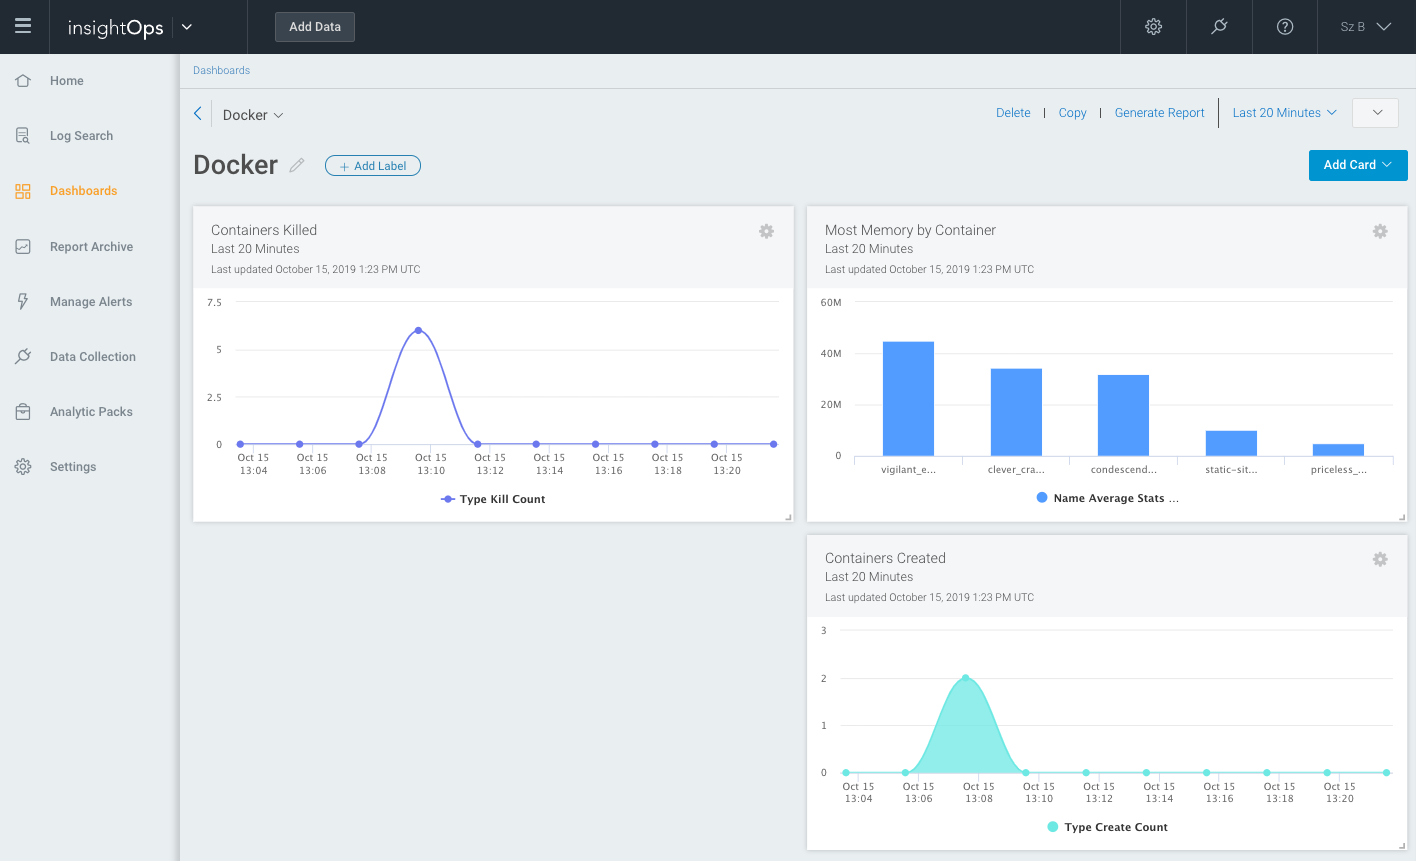 insightOps
Add Data
Sz B
Home
Log Search
Dashboards
Report Archive
Manage Alerts
Data Collection
Analytic Packs
Settings
Dashboards
Docker
Delete | Copy | Generate Report
Last 20 Minutes
Docker
+ Add Label
Add Card
Containers Killed
Last 20 Minutes
Last updated October 15, 2019 1:23 PM UTC
7.5
5
2.5
0
Oct 15 Oct 15 Oct 15 Oct 15 Oct 15 Oct 15 Oct 15 Oct 15 Oct 15
13:04 13:06 13:08 13:10 13:12 13:14 13:16 13:18 13:20
Type Kill Count
Most Memory by Container
Last 20 Minutes
Last updated October 15, 2019 1:23 PM UTC
60M
40M
20M
0
vigilant_e... clever_cra... condescend... static-sit... priceless_...
Name Average Stats ...
Containers Created
Last 20 Minutes
Last updated October 15, 2019 1:23 PM UTC
3
2
1
0
Oct 15 Oct 15 Oct 15 Oct 15 Oct 15 Oct 15 Oct 15 Oct 15 Oct 15
13:04 13:06 13:08 13:10 13:12 13:14 13:16 13:18 13:20
Type Create Count